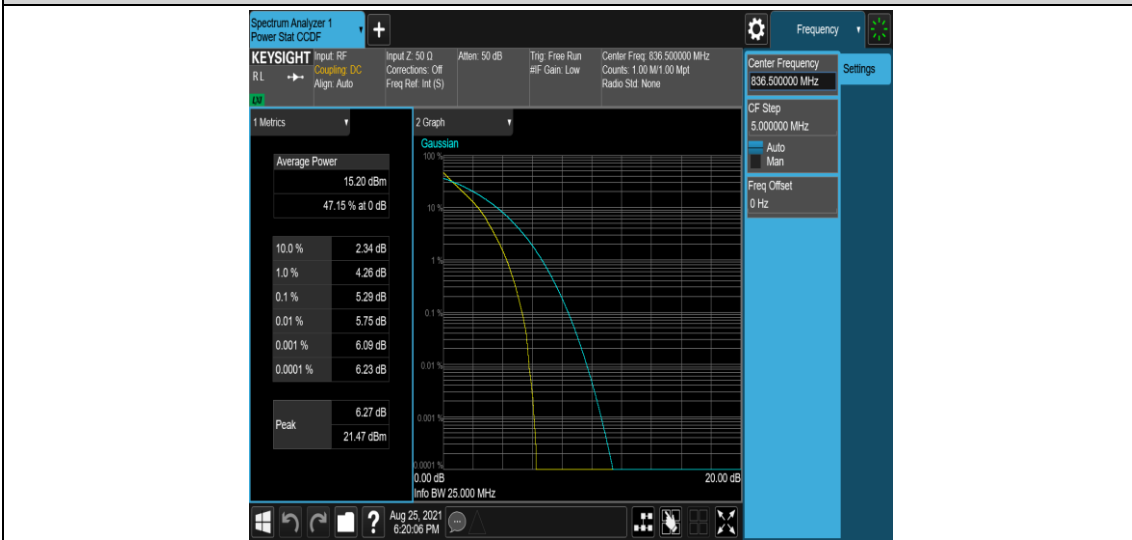 Spectrum Analyzer 1
Power Stat CCDF
+
Frequency
KEYSIGHT
Input: RF
Coupling: DC
Align: Auto
R L
LXI
Input Z: 50 Ω
Corrections: Off
Freq Ref: Int (S)
Atten: 50 dB
Trig: Free Run
#IF Gain: Low
Center Freq: 836.500000 MHz
Counts: 1.00 M/1.00 Mpt
Radio Std: None
Center Frequency
836.500000 MHz
Settings
CF Step
5.000000 MHz
Auto
Man
Freq Offset
0 Hz
1 Metrics
Average Power
15.20 dBm
47.15 % at 0 dB
10.0 % 2.34 dB
1.0 % 4.26 dB
0.1 % 5.29 dB
0.01 % 5.75 dB
0.001 % 6.09 dB
0.0001 % 6.23 dB
Peak
6.27 dB
21.47 dBm
2 Graph
Gaussian
100 %
10 %
1 %
0.1 %
0.01 %
0.001 %
0.0001 %
0.00 dB 20.00 dB
Info BW 25.000 MHz
?
Aug 25, 2021
6:20:06 PM